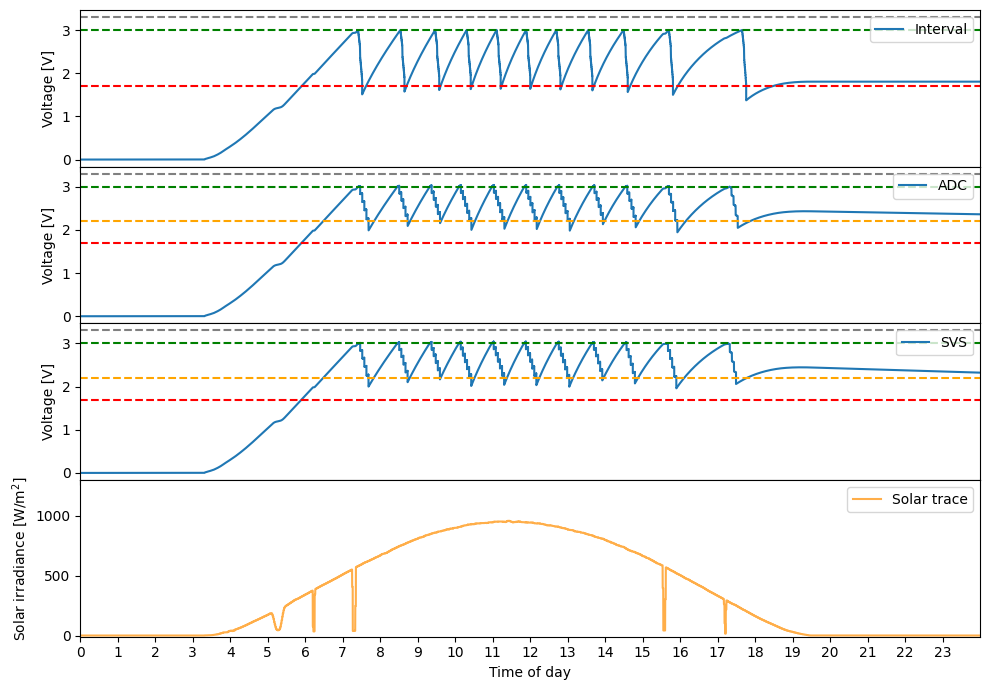 Voltage [V]
3
2
1
0
Interval
Voltage [V]
3
2
1
0
ADC
Voltage [V]
3
2
1
0
SVS
Solar irradiance [W/m²]
1000
500
0
Solar trace
0 1 2 3 4 5 6 7 8 9 10 11 12 13 14 15 16 17 18 19 20 21 22 23
Time of day